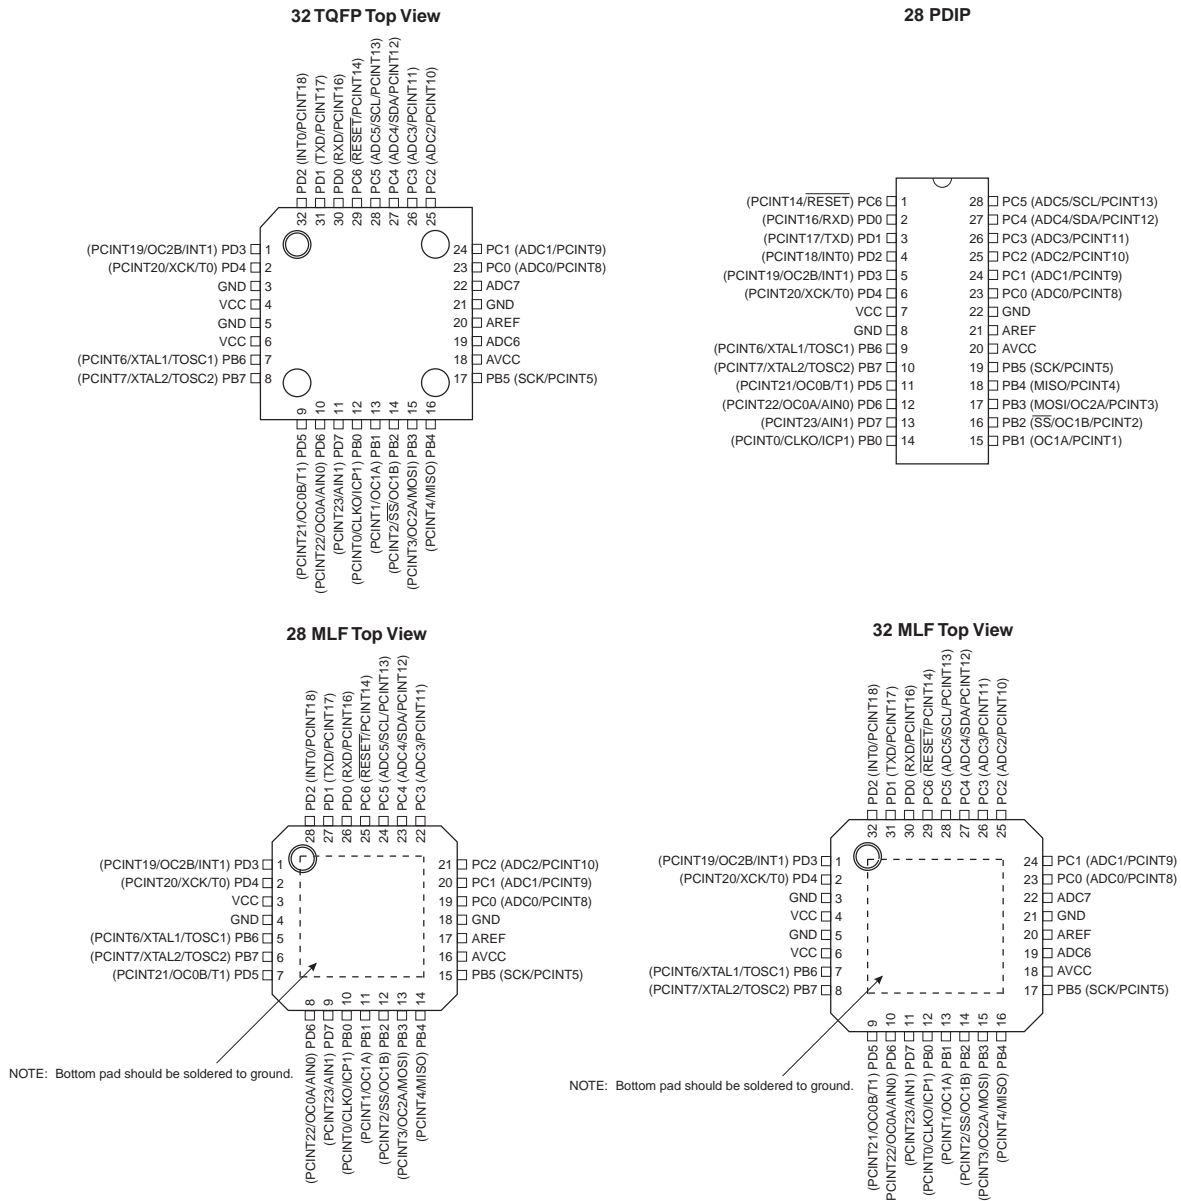 32 TQFP Top View
PD2 (INT0/PCINT18)
PD1 (TXD/PCINT17)
PD0 (RXD/PCINT16)
PC6 (RESET/PCINT14)
PC5 (ADC5/SCL/PCINT13)
PC4 (ADC4/SDA/PCINT12)
PC3 (ADC3/PCINT11)
PC2 (ADC2/PCINT10)
32 31 30 29 28 27 26 25
(PCINT19/OC2B/INT1) PD3 1
(PCINT20/XCK/T0) PD4 2
GND 3
VCC 4
GND 5
VCC 6
(PCINT6/XTAL1/TOSC1) PB6 7
(PCINT7/XTAL2/TOSC2) PB7 8
24 PC1 (ADC1/PCINT9)
23 PC0 (ADC0/PCINT8)
22 ADC7
21 GND
20 AREF
19 ADC6
18 AVCC
17 PB5 (SCK/PCINT5)
9 10 11 12 13 14 15 16
(PCINT21/OC0B/T1) PD5
(PCINT22/OC0A/AIN0) PD6
(PCINT23/AIN1) PD7
(PCINT0/CLKO/ICP1) PB0
(PCINT1/OC1A) PB1
(PCINT2/SS/OC1B) PB2
(PCINT3/OC2A/MOSI) PB3
(PCINT4/MISO) PB4
28 PDIP
(PCINT14/RESET) PC6 1
(PCINT16/RXD) PD0 2
(PCINT17/TXD) PD1 3
(PCINT18/INT0) PD2 4
(PCINT19/OC2B/INT1) PD3 5
(PCINT20/XCK/T0) PD4 6
VCC 7
GND 8
(PCINT6/XTAL1/TOSC1) PB6 9
(PCINT7/XTAL2/TOSC2) PB7 10
(PCINT21/OC0B/T1) PD5 11
(PCINT22/OC0A/AIN0) PD6 12
(PCINT23/AIN1) PD7 13
(PCINT0/CLKO/ICP1) PB0 14
28 PC5 (ADC5/SCL/PCINT13)
27 PC4 (ADC4/SDA/PCINT12)
26 PC3 (ADC3/PCINT11)
25 PC2 (ADC2/PCINT10)
24 PC1 (ADC1/PCINT9)
23 PC0 (ADC0/PCINT8)
22 GND
21 AREF
20 AVCC
19 PB5 (SCK/PCINT5)
18 PB4 (MISO/PCINT4)
17 PB3 (MOSI/OC2A/PCINT3)
16 PB2 (SS/OC1B/PCINT2)
15 PB1 (OC1A/PCINT1)
28 MLF Top View
PD2 (INT0/PCINT18)
PD1 (TXD/PCINT17)
PD0 (RXD/PCINT16)
PC6 (RESET/PCINT14)
PC5 (ADC5/SCL/PCINT13)
PC4 (ADC4/SDA/PCINT12)
PC3 (ADC3/PCINT11)
28 27 26 25 24 23 22
(PCINT19/OC2B/INT1) PD3 1
(PCINT20/XCK/T0) PD4 2
VCC 3
GND 4
(PCINT6/XTAL1/TOSC1) PB6 5
(PCINT7/XTAL2/TOSC2) PB7 6
(PCINT21/OC0B/T1) PD5 7
21 PC2 (ADC2/PCINT10)
20 PC1 (ADC1/PCINT9)
19 PC0 (ADC0/PCINT8)
18 GND
17 AREF
16 AVCC
15 PB5 (SCK/PCINT5)
8 9 10 11 12 13 14
(PCINT22/OC0A/AIN0) PD6
(PCINT23/AIN1) PD7
(PCINT0/CLKO/ICP1) PB0
(PCINT1/OC1A) PB1
(PCINT2/SS/OC1B) PB2
(PCINT3/OC2A/MOSI) PB3
(PCINT4/MISO) PB4
NOTE: Bottom pad should be soldered to ground.
32 MLF Top View
PD2 (INT0/PCINT18)
PD1 (TXD/PCINT17)
PD0 (RXD/PCINT16)
PC6 (RESET/PCINT14)
PC5 (ADC5/SCL/PCINT13)
PC4 (ADC4/SDA/PCINT12)
PC3 (ADC3/PCINT11)
PC2 (ADC2/PCINT10)
32 31 30 29 28 27 26 25
(PCINT19/OC2B/INT1) PD3 1
(PCINT20/XCK/T0) PD4 2
GND 3
VCC 4
GND 5
VCC 6
(PCINT6/XTAL1/TOSC1) PB6 7
(PCINT7/XTAL2/TOSC2) PB7 8
24 PC1 (ADC1/PCINT9)
23 PC0 (ADC0/PCINT8)
22 ADC7
21 GND
20 AREF
19 ADC6
18 AVCC
17 PB5 (SCK/PCINT5)
9 10 11 12 13 14 15 16
(PCINT21/OC0B/T1) PD5
(PCINT22/OC0A/AIN0) PD6
(PCINT23/AIN1) PD7
(PCINT0/CLKO/ICP1) PB0
(PCINT1/OC1A) PB1
(PCINT2/SS/OC1B) PB2
(PCINT3/OC2A/MOSI) PB3
(PCINT4/MISO) PB4
NOTE: Bottom pad should be soldered to ground.